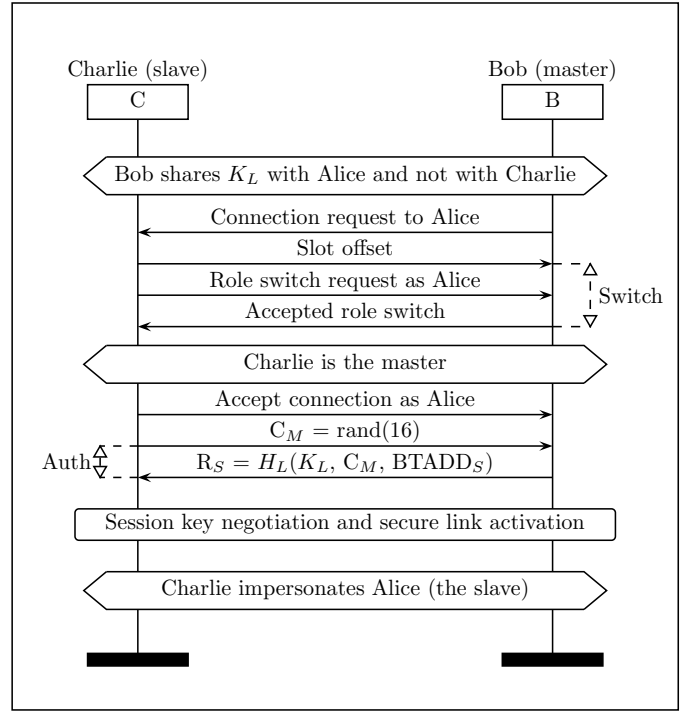 Charlie (slave) Bob (master)
C B
Bob shares K_L with Alice and not with Charlie
Connection request to Alice
Slot offset
Role switch request as Alice
Switch
Accepted role switch
Charlie is the master
Accept connection as Alice
C_M = rand(16)
Auth
R_S = H_L(K_L, C_M, BTADD_S)
Session key negotiation and secure link activation
Charlie impersonates Alice (the slave)